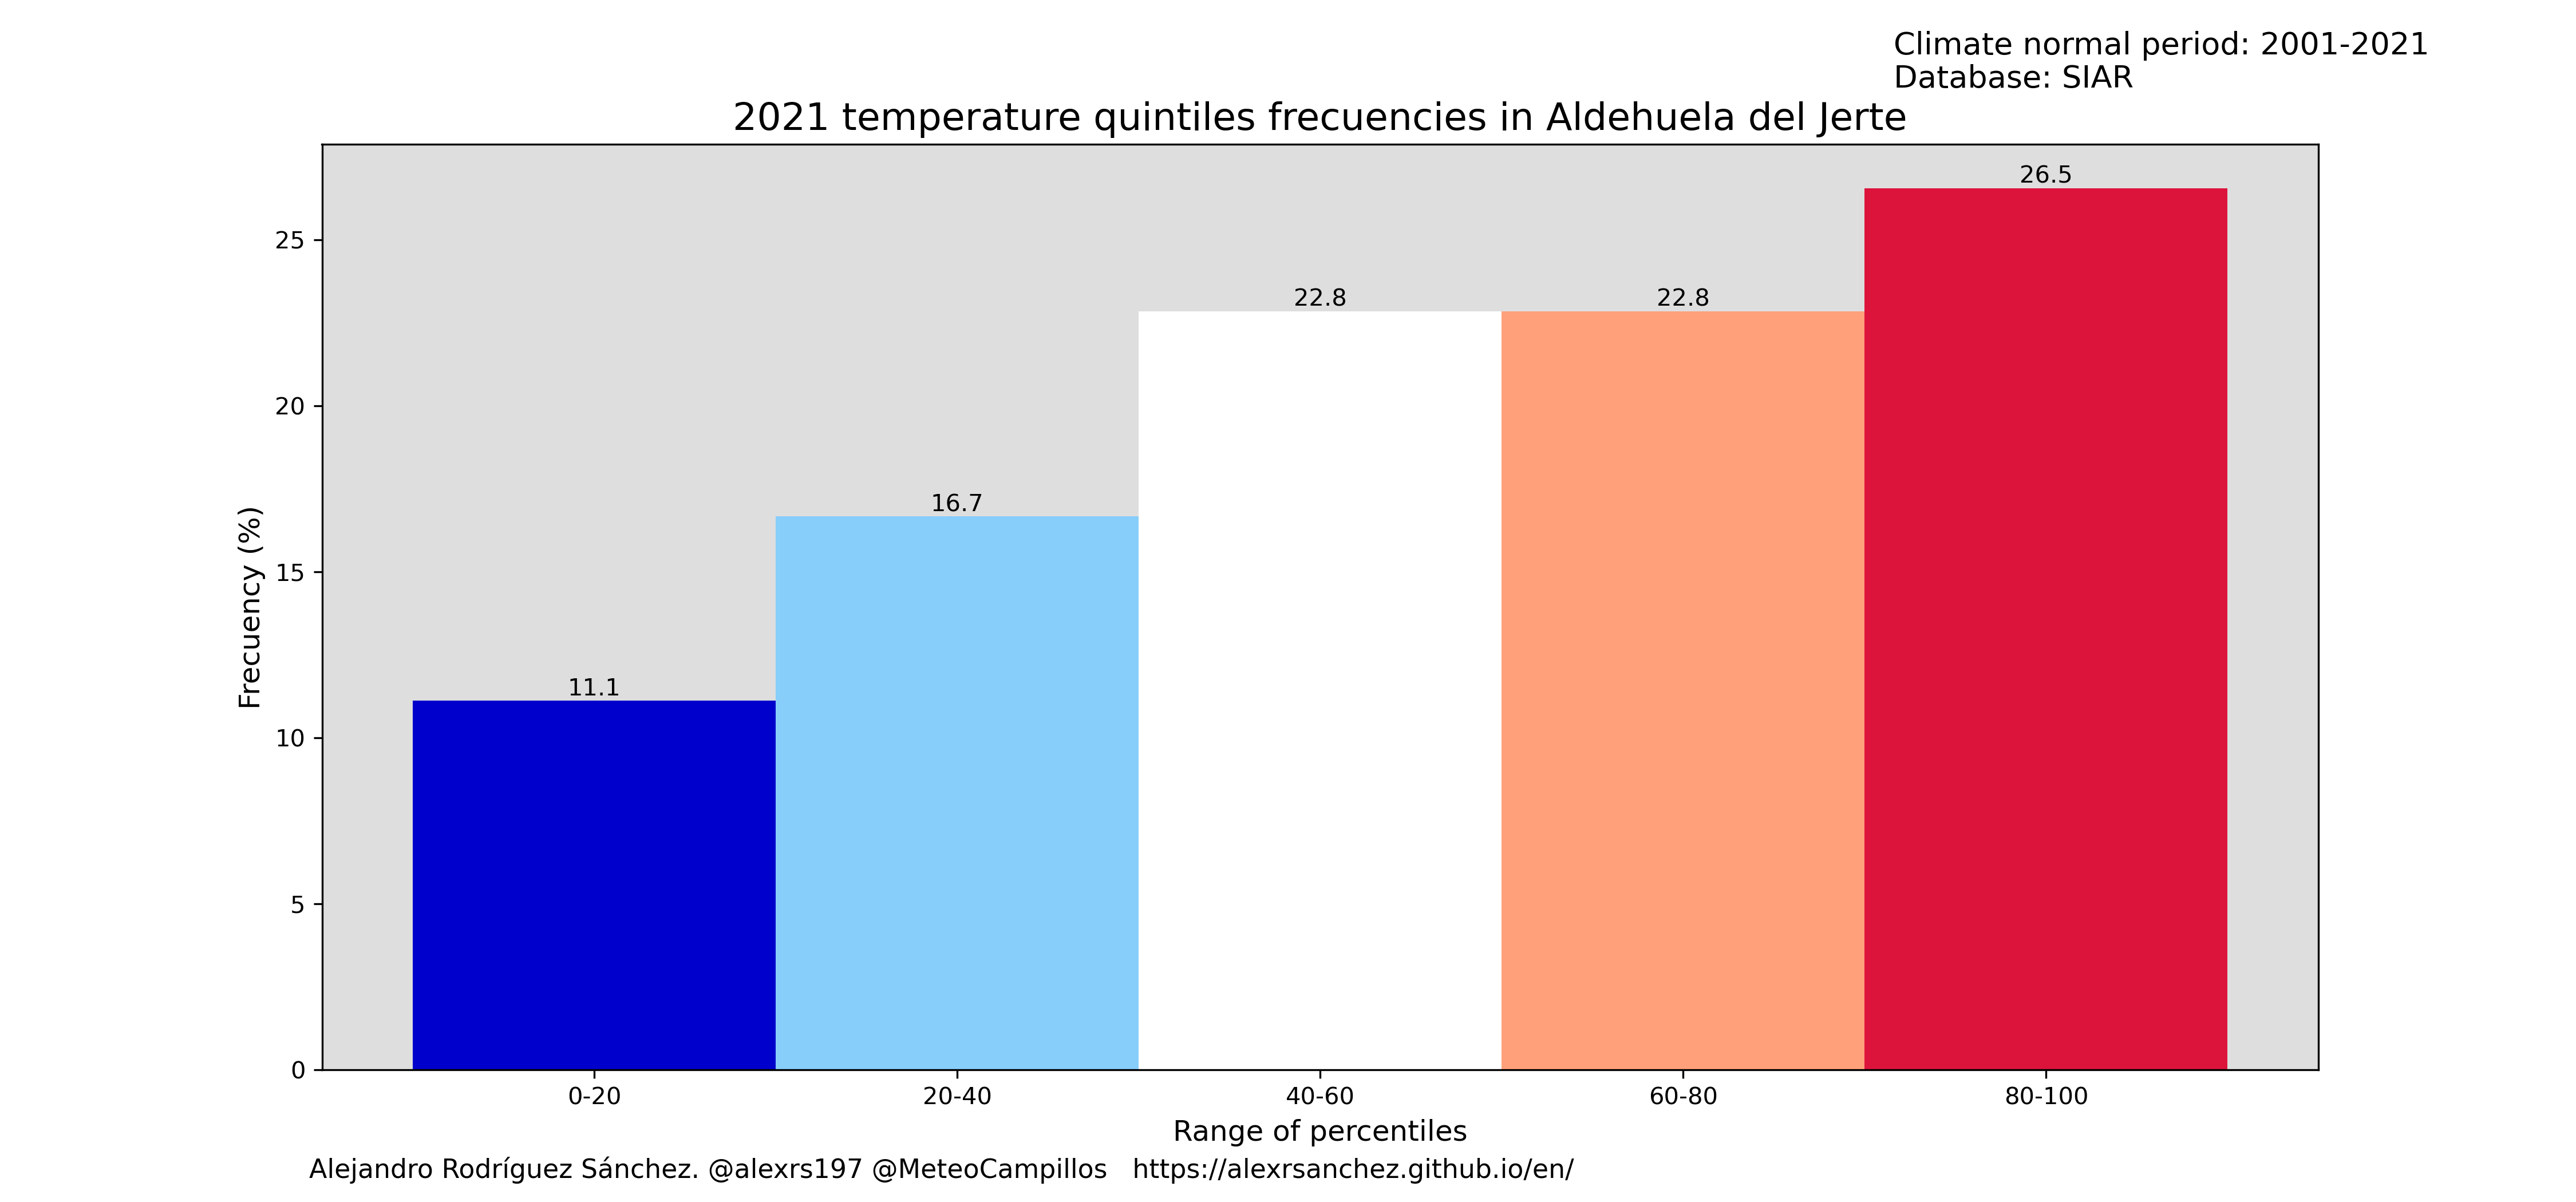 Climate normal period: 2001-2021
Database: SIAR
2021 temperature quintiles frecuencies in Aldehuela del Jerte
26.5
25
22.8
22.8
20
16.7
15
11.1
10
5
0
Frecuency (%)
0-20
20-40
40-60
60-80
80-100
Range of percentiles
Alejandro Rodríguez Sánchez. @alexrs197 @MeteoCampillos https://alexrsanchez.github.io/en/